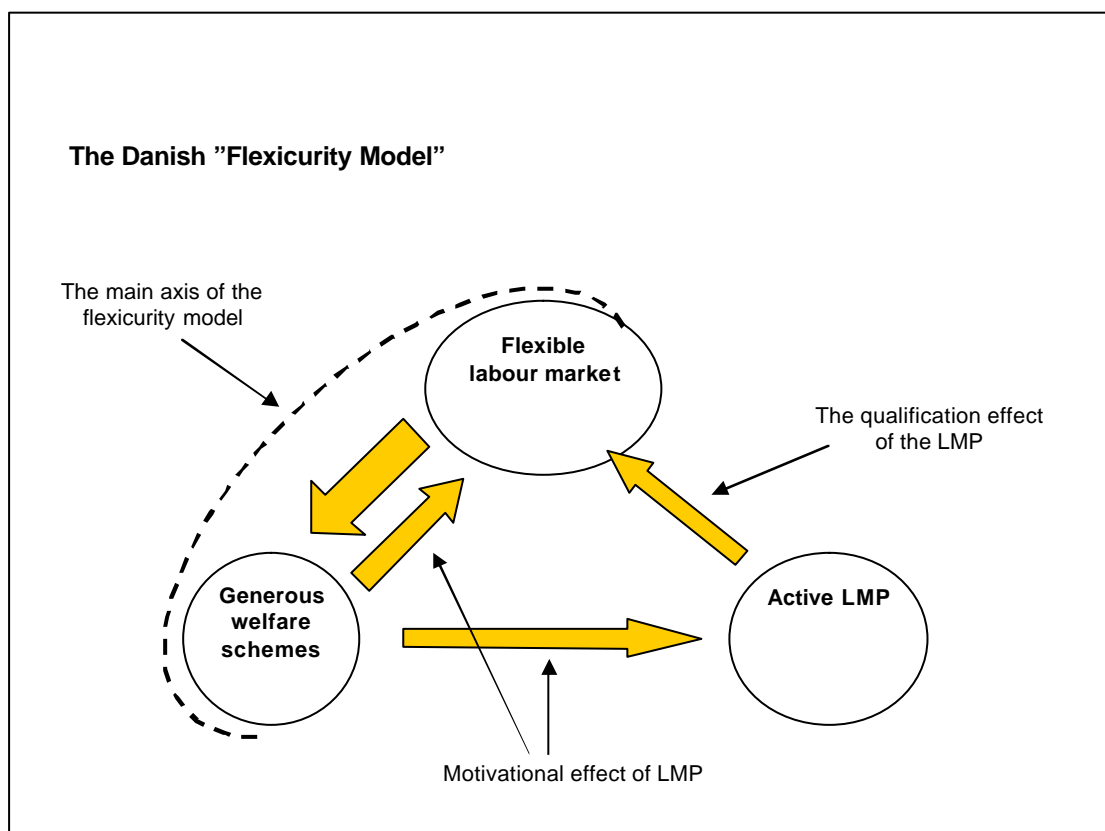 The Danish ”Flexicurity Model”
The main axis of the
flexicurity model
Flexible
labour market
The qualification effect
of the LMP
Generous
welfare
schemes
Active LMP
Motivational effect of LMP